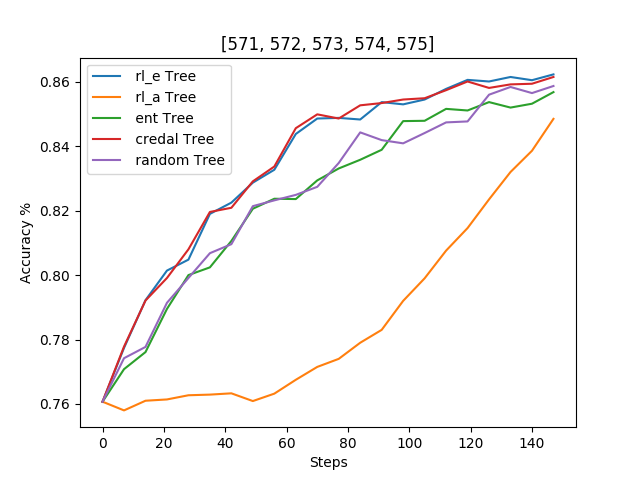 [571, 572, 573, 574, 575]
rl_e Tree
rl_a Tree
ent Tree
credal Tree
random Tree
Accuracy %
0.86
0.84
0.82
0.80
0.78
0.76
0 20 40 60 80 100 120 140
Steps